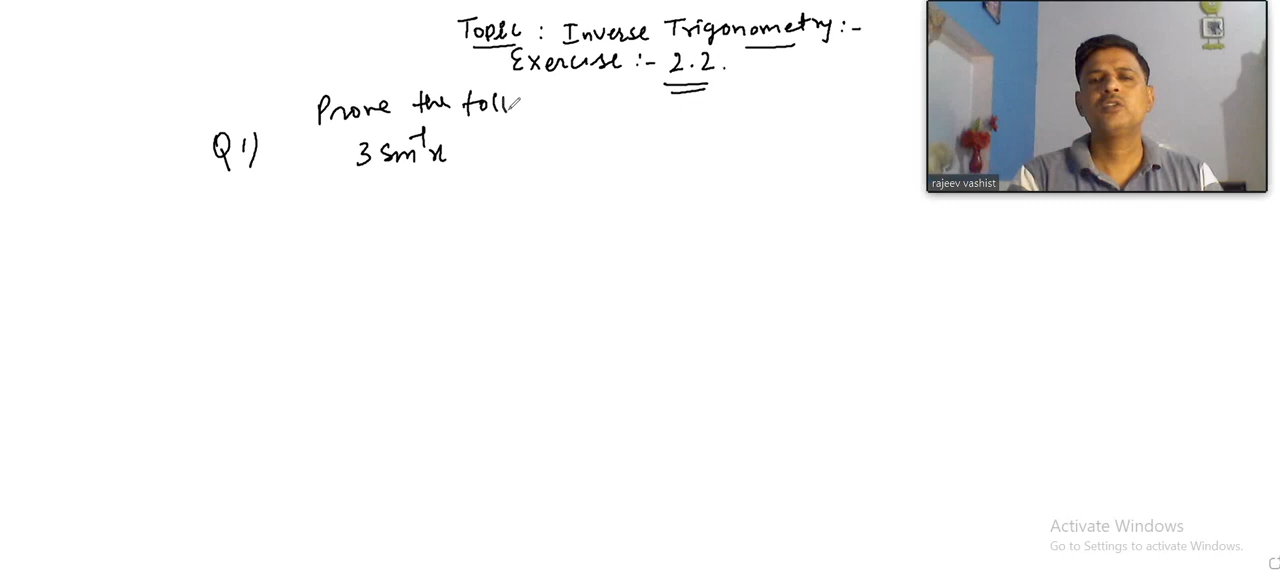 Topic : Inverse Trigonometry :-
Exercise :- 2.2.
Prove the foll
Q1) 3 sin⁻¹x
rajeev vashist
Activate Windows
Go to Settings to activate Windows.